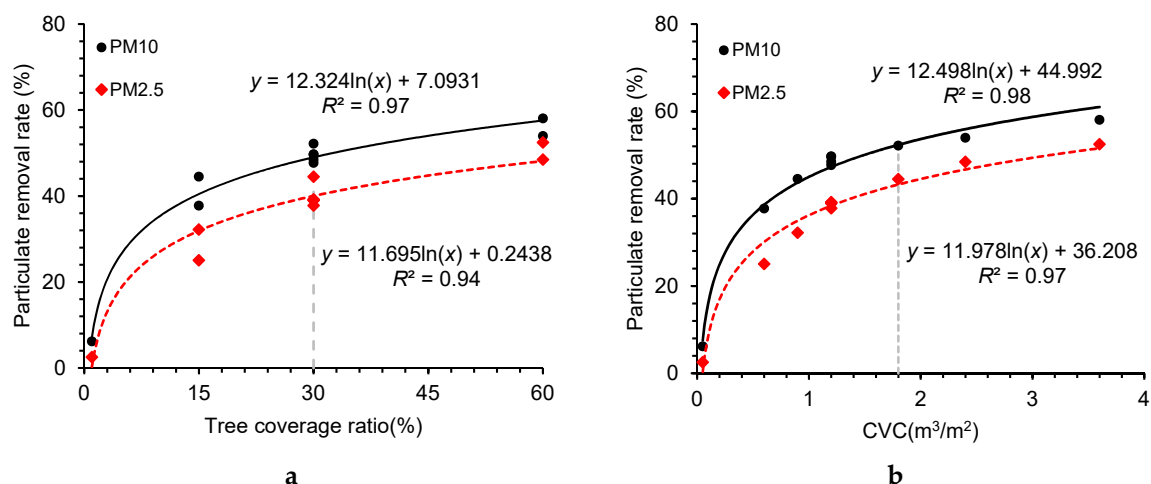 80
PM10
PM2.5
y = 12.324ln(x) + 7.0931
R² = 0.97
60
40
20
0
y = 11.695ln(x) + 0.2438
R² = 0.94
Particulate removal rate (%)
0 15 30 45 60
Tree coverage ratio(%)
a
80
PM10
PM2.5
y = 12.498ln(x) + 44.992
R² = 0.98
60
40
20
0
y = 11.978ln(x) + 36.208
R² = 0.97
Particulate removal rate (%)
0 1 2 3 4
CVC(m³/m²)
b